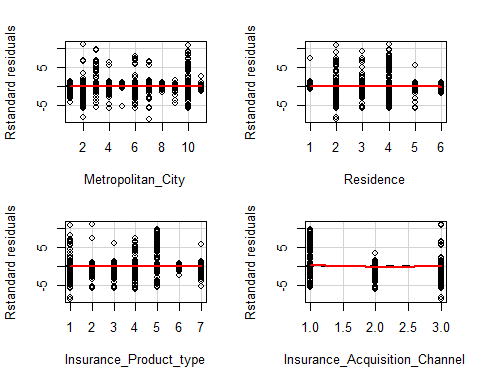 Rstandard residuals
5
-5
2 4 6 8 10
Metropolitan_City
Rstandard residuals
5
-5
1 2 3 4 5 6
Residence
Rstandard residuals
5
-5
1 2 3 4 5 6 7
Insurance_Product_type
Rstandard residuals
5
-5
1.0 1.5 2.0 2.5 3.0
Insurance_Acquisition_Channel